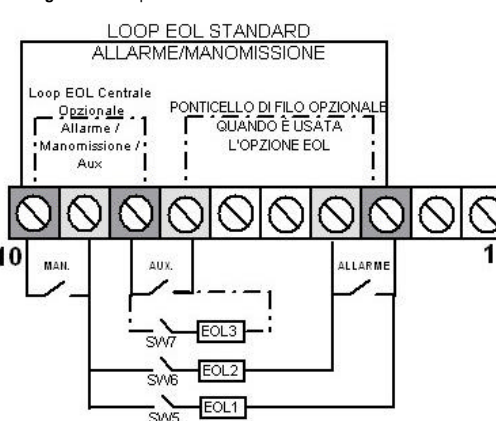 LOOP EOL STANDARD
ALLARME/MANOMISSIONE
Loop EOL Centrale
Opzionale
Allarme /
Manomissione /
Aux
PONTICELLO DI FILO OPZIONALE
QUANDO È USATA
L'OPZIONE EOL
10
1
MAN.
AUX.
ALLARME
SW7
EOL3
SW6
EOL2
SW5
EOL1